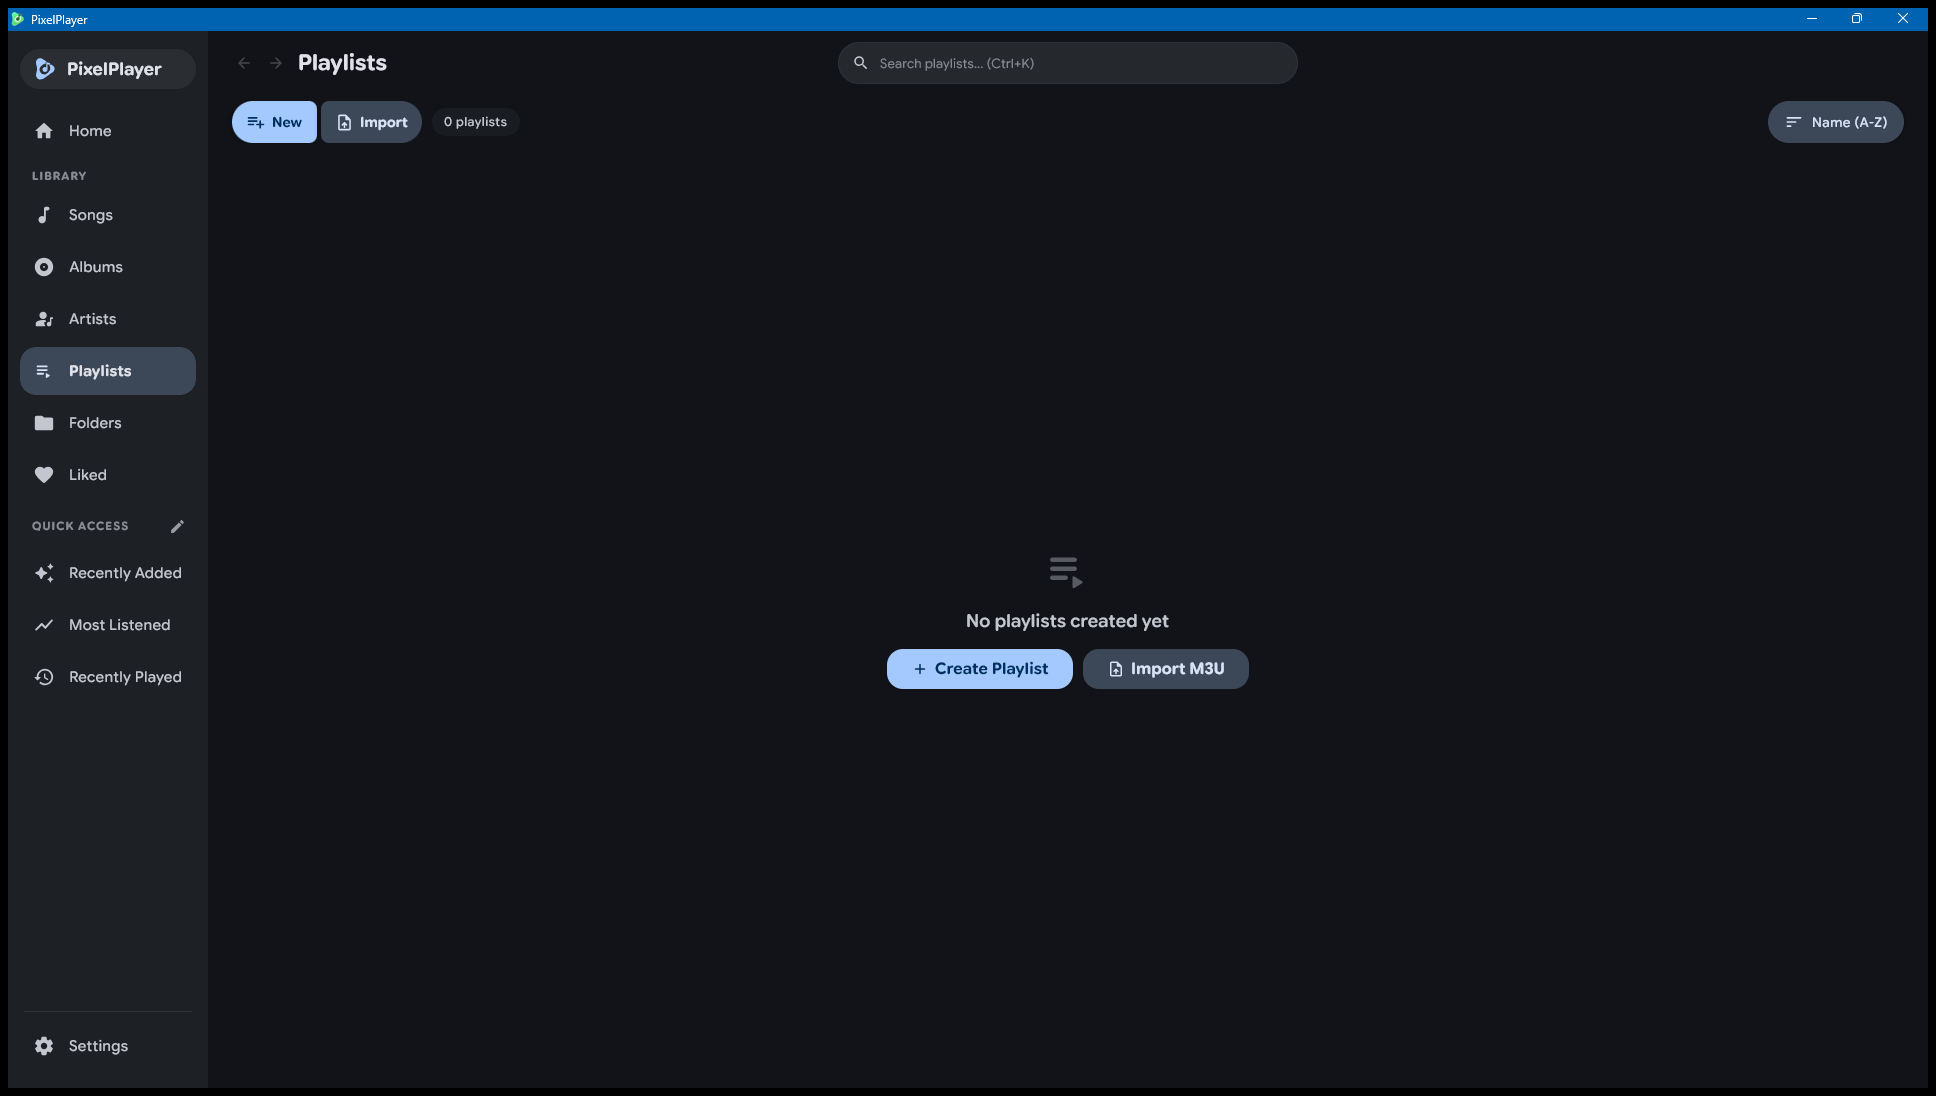 PixelPlayer
PixelPlayer
Home
LIBRARY
Songs
Albums
Artists
Playlists
Folders
Liked
QUICK ACCESS
Recently Added
Most Listened
Recently Played
Settings
Playlists
Search playlists... (Ctrl+K)
New
Import
0 playlists
Name (A-Z)
No playlists created yet
+ Create Playlist
Import M3U